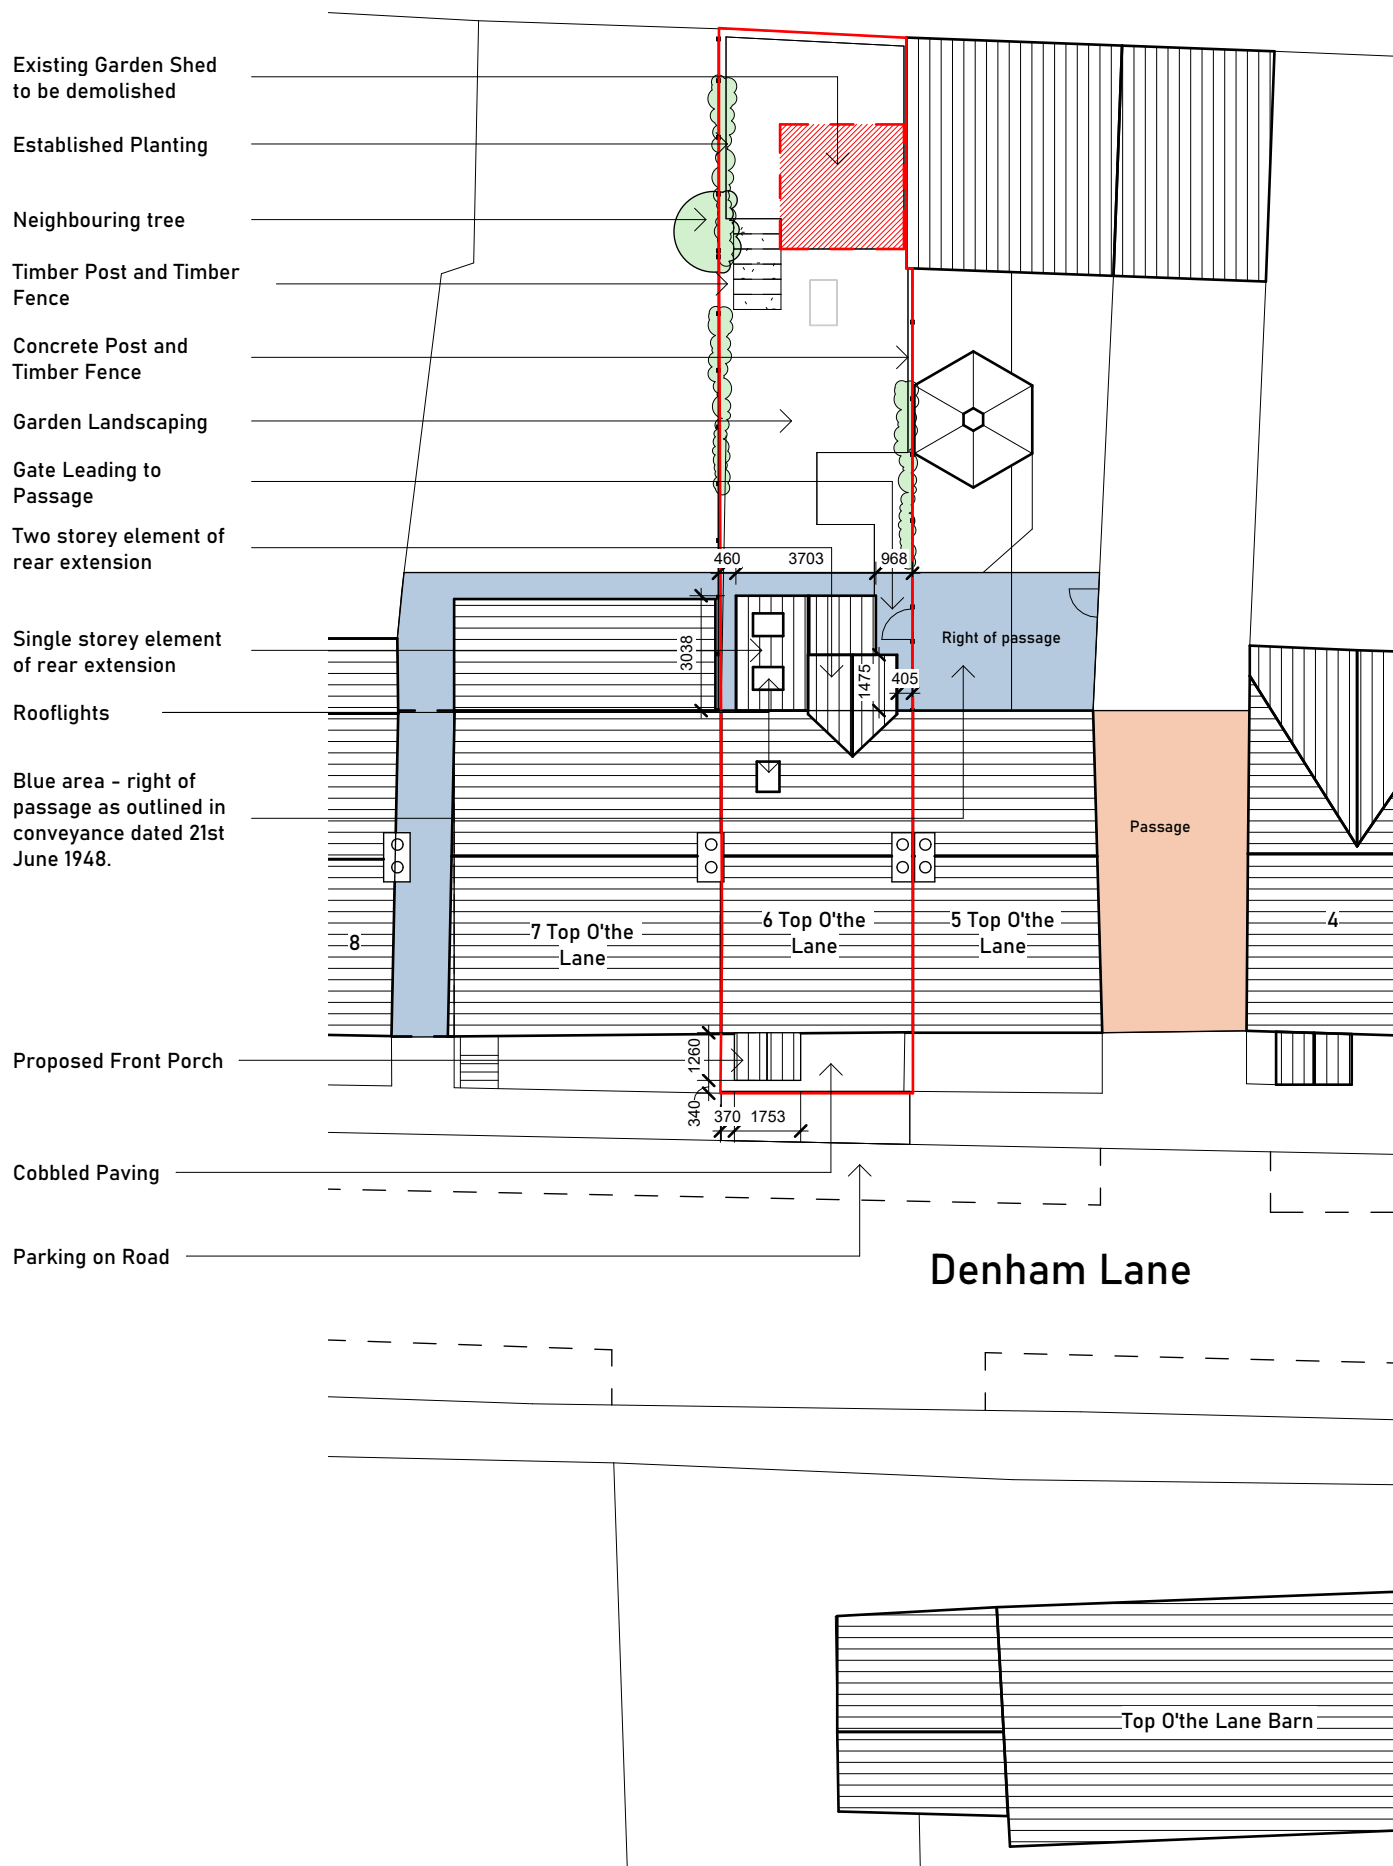 Existing Garden Shed
to be demolished
Established Planting
Neighbouring tree
Timber Post and Timber
Fence
Concrete Post and
Timber Fence
Garden Landscaping
Gate Leading to
Passage
Two storey element of
rear extension
460
3703
968
Single storey element
of rear extension
3038
1475
405
Right of passage
Rooflights
Blue area - right of
passage as outlined in
conveyance dated 21st
June 1948.
Passage
8
7 Top O'the
Lane
6 Top O'the
Lane
5 Top O'the
Lane
4
Proposed Front Porch
1260
340
370
1753
Cobbled Paving
Parking on Road
Denham Lane
Top O'the Lane Barn